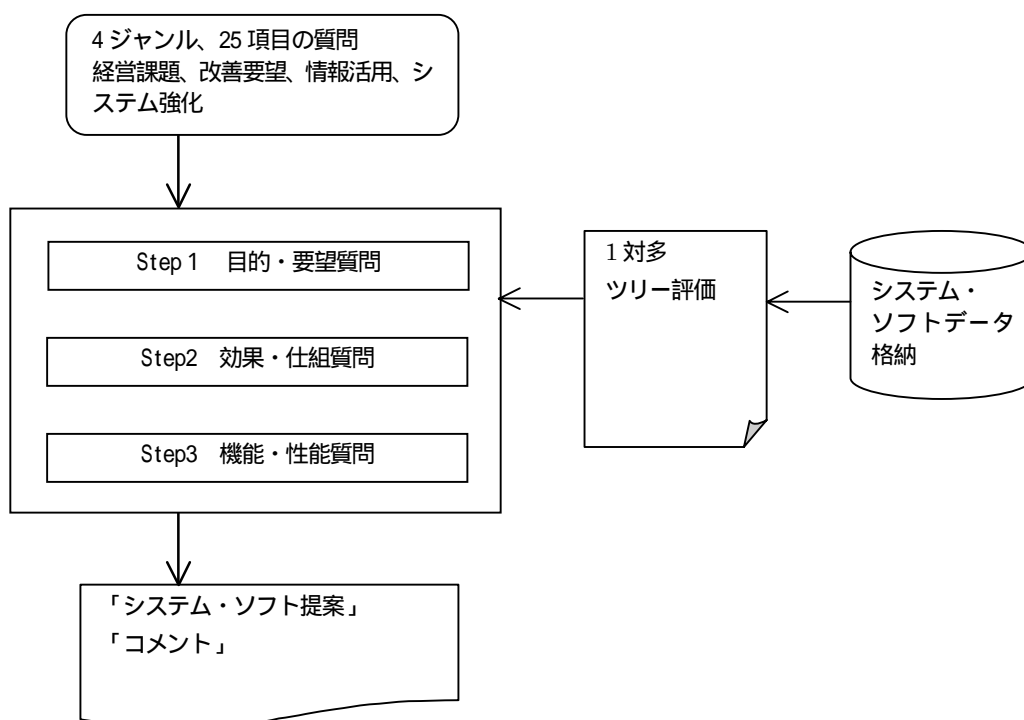 4 ジャンル、25 項目の質問
経営課題、改善要望、情報活用、シ
ステム強化
Step 1 目的・要望質問
Step2 効果・仕組質問
Step3 機能・性能質問
1 対多
ツリー評価
システム・
ソフトデータ
格納
「システム・ソフト提案」
「コメント」